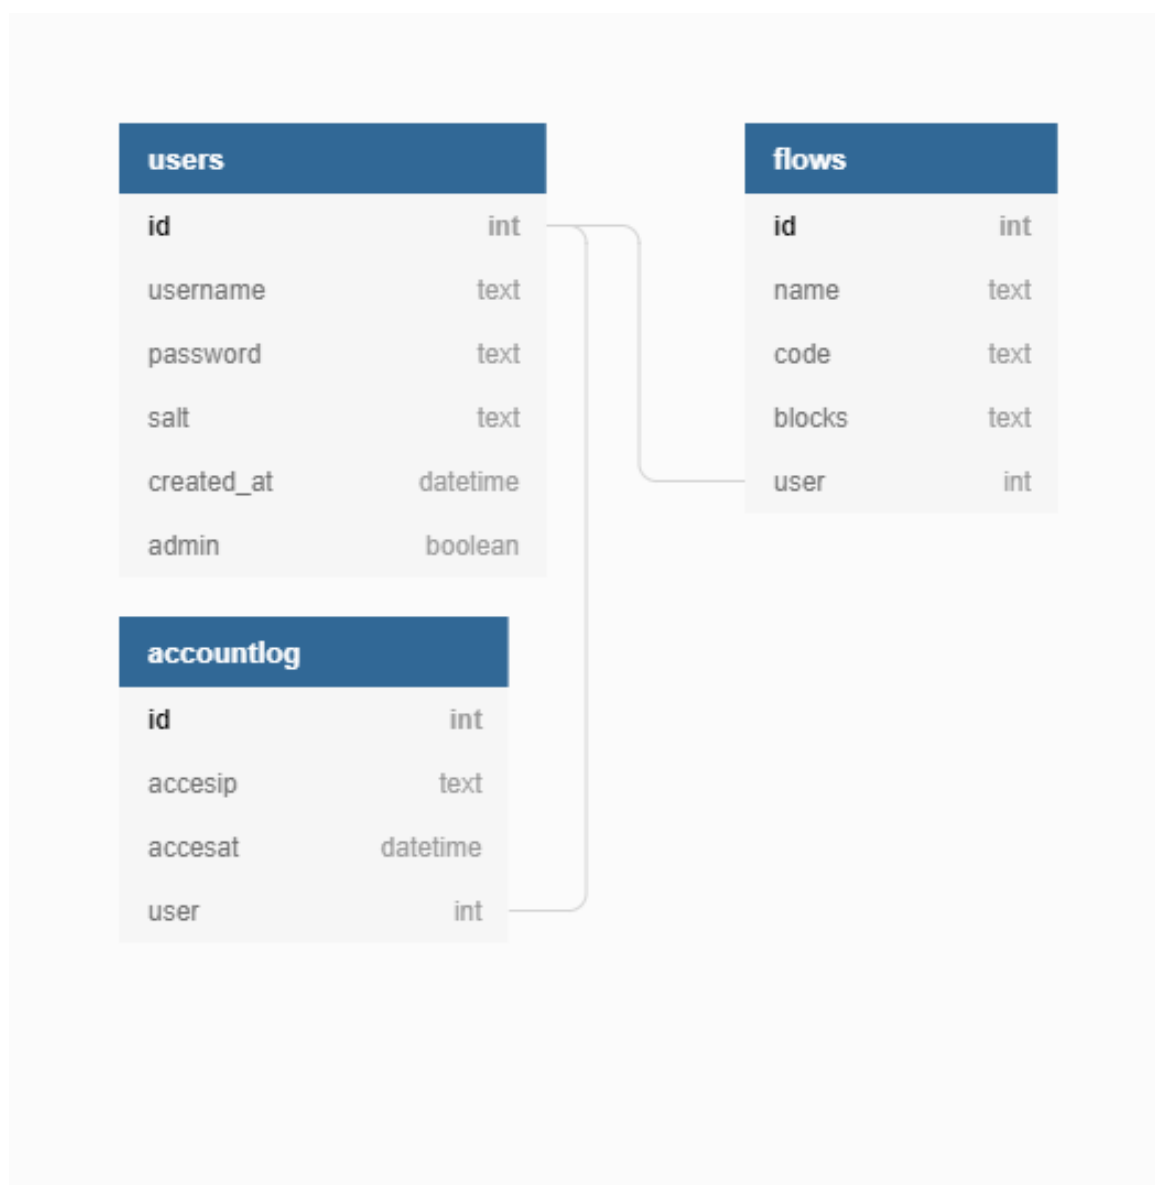 users
id int
username text
password text
salt text
created_at datetime
admin boolean
flows
id int
name text
code text
blocks text
user int
accountlog
id int
accesip text
accesat datetime
user int